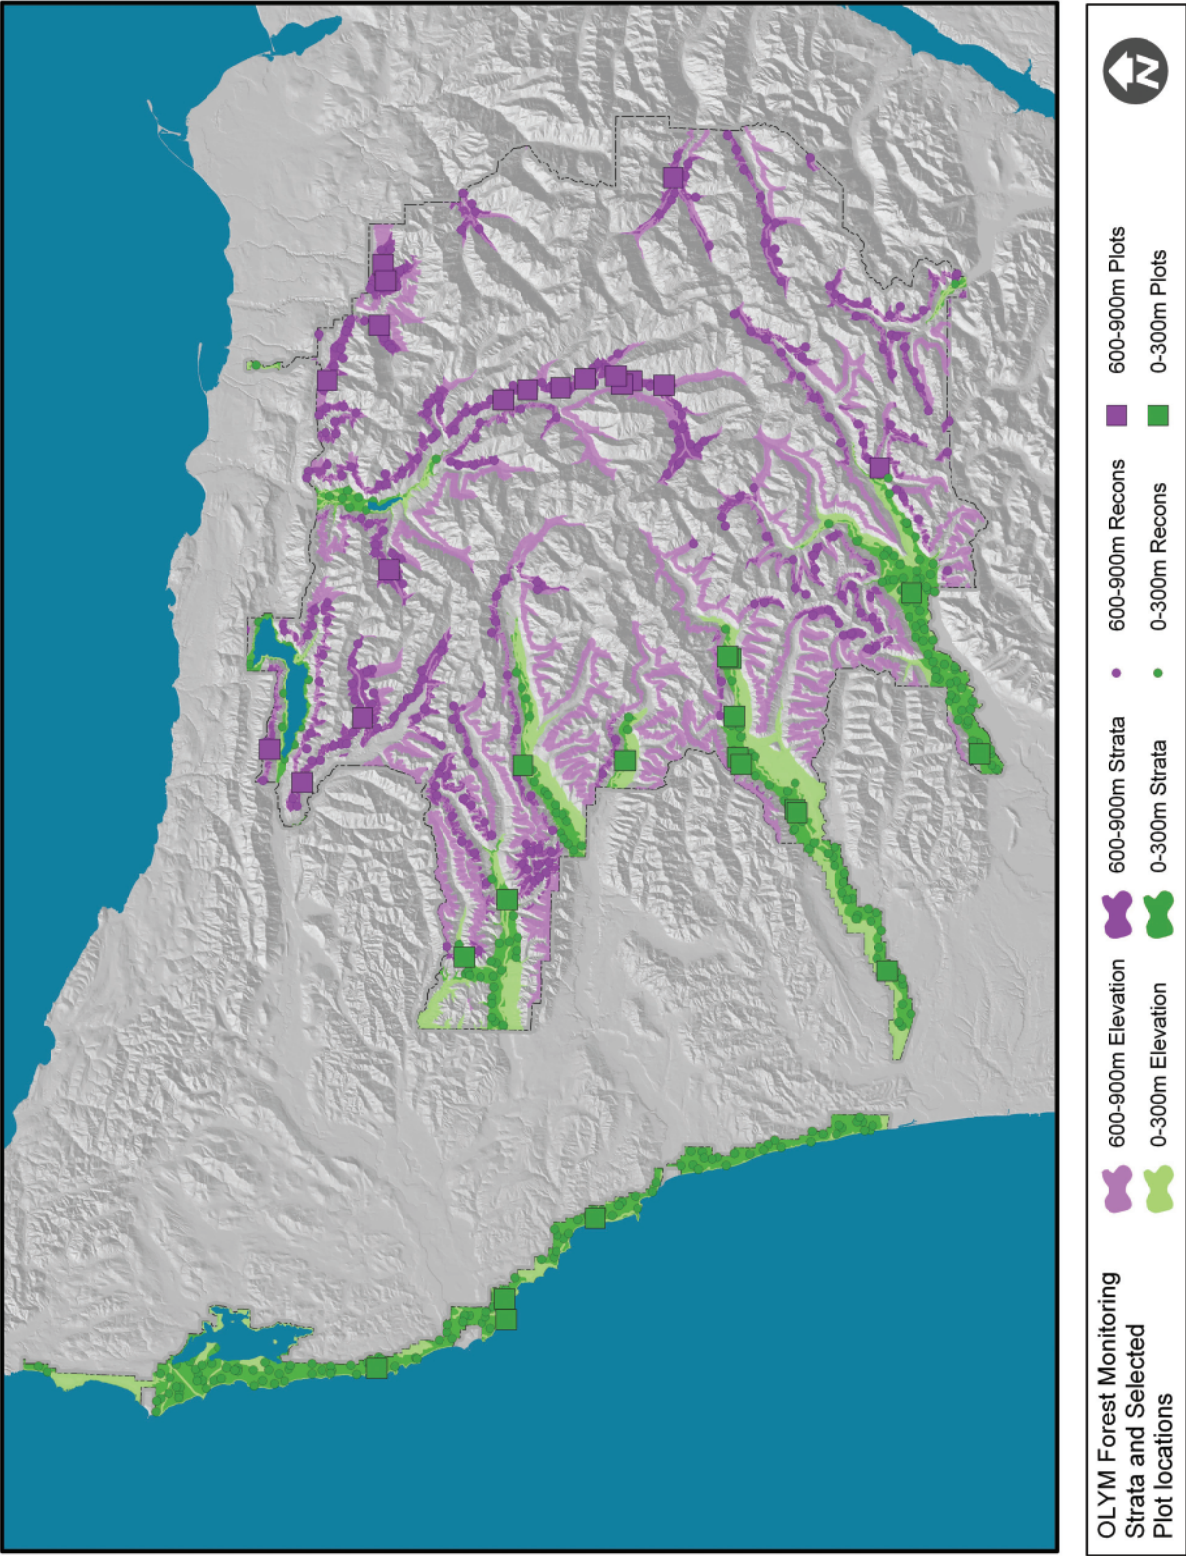 OLYM Forest Monitoring
Strata and Selected
Plot locations
600-900m Elevation
0-300m Elevation
600-900m Strata
0-300m Strata
600-900m Recons
0-300m Recons
600-900m Plots
0-300m Plots
N